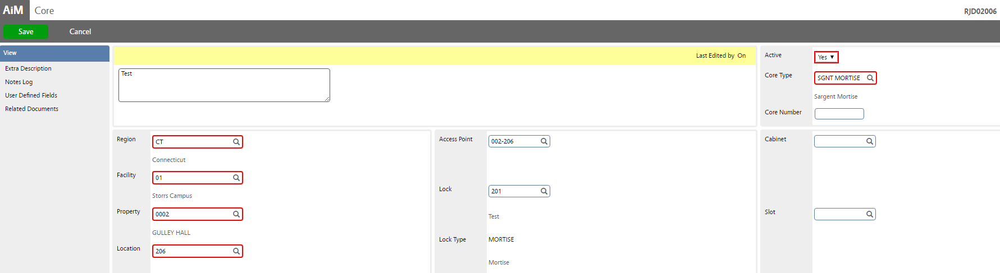 AiM Core RJD02006
Save Cancel
View
Extra Description
Notes Log
User Defined Fields
Related Documents
Last Edited by On
Test
Active Yes
Core Type SGNT MORTISE
Sargent Mortise
Core Number
Region CT
Connecticut
Facility 01
Storrs Campus
Property 0002
GULLEY HALL
Location 206
Access Point 002-206
Lock 201
Test
Lock Type MORTISE
Mortise
Cabinet
Slot